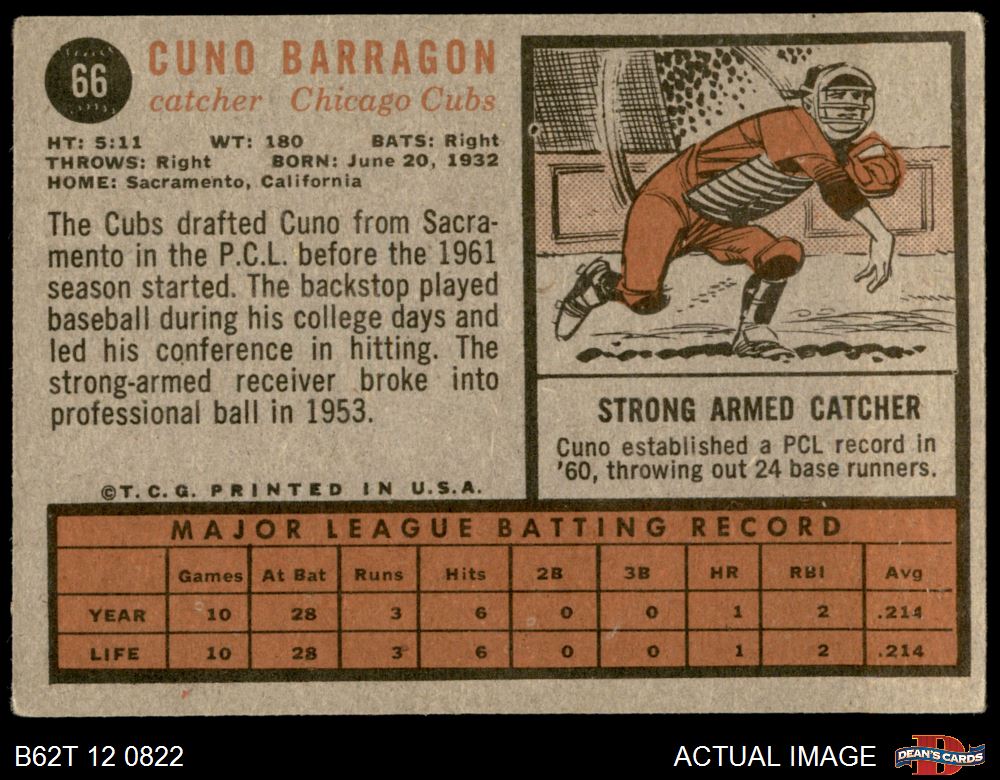 66
CUNO BARRAGON
catcher Chicago Cubs
HT: 5:11 WT: 180 BATS: Right
THROWS: Right BORN: June 20, 1932
HOME: Sacramento, California
The Cubs drafted Cuno from Sacra-
mento in the P.C.L. before the 1961
season started. The backstop played
baseball during his college days and
led his conference in hitting. The
strong-armed receiver broke into
professional ball in 1953.
©T.C.G. PRINTED IN U.S.A.
STRONG ARMED CATCHER
Cuno established a PCL record in
'60, throwing out 24 base runners.
MAJOR LEAGUE BATTING RECORD
Games At Bat Runs Hits 2B 3B HR RBI Avg
YEAR 10 28 3 6 0 0 1 2 .214
LIFE 10 28 3 6 0 0 1 2 .214
B62T 12 0822 ACTUAL IMAGE DEAN'S CARDS